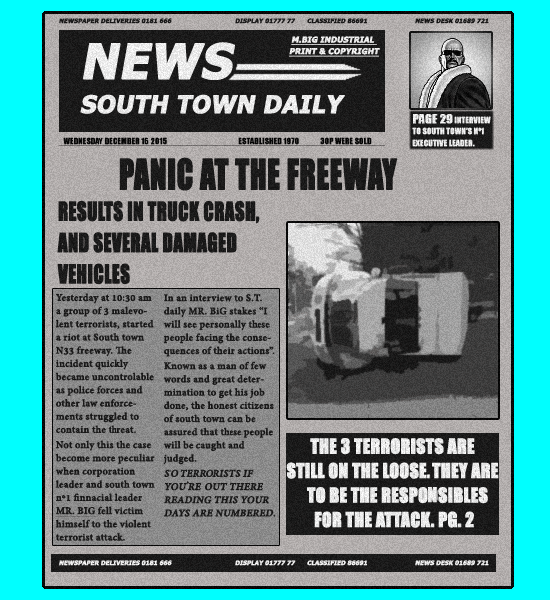 NEWSPAPER DELIVERIES 0181 666 DISPLAY 01777 77 CLASSIFIED 86691 NEWS DESK 01689 721
M.BIG INDUSTRIAL
PRINT & COPYRIGHT
NEWS
SOUTH TOWN DAILY
WEDNESDAY DECEMBER 16 2015 ESTABLISHED 1970 30P WERE SOLD
PAGE 29 INTERVIEW
TO SOUTH TOWN'S Nº1
EXECUTIVE LEADER.
PANIC AT THE FREEWAY
RESULTS IN TRUCK CRASH,
AND SEVERAL DAMAGED
VEHICLES
Yesterday at 10:30 am
a group of 3 malevo-
lent terrorists, started
a riot at South town
N33 freeway. The
incident quickly
became uncontrolable
as police forces and
other law enforce-
ments struggled to
contain the threat.
Not only this the case
become more peculiar
when corporation
leader and south town
nº1 finnacial leader
MR. BIG fell victim
himself to the violent
terrorist attack.
In an interview to S.T.
daily MR. BiG stakes “I
will see personally these
people facing the conse-
quences of their actions”.
Known as a man of few
words and great deter-
mination to get his job
done, the honest citizens
of south town can be
assured that these people
will be caught and
judged.
SO TERRORISTS IF
YOU'RE OUT THERE
READING THIS YOUR
DAYS ARE NUMBERED.
THE 3 TERRORISTS ARE
STILL ON THE LOOSE. THEY ARE
TO BE THE RESPONSIBLES
FOR THE ATTACK. PG. 2
NEWSPAPER DELIVERIES 0181 666 DISPLAY 01777 77 CLASSIFIED 86691 NEWS DESK 01689 721